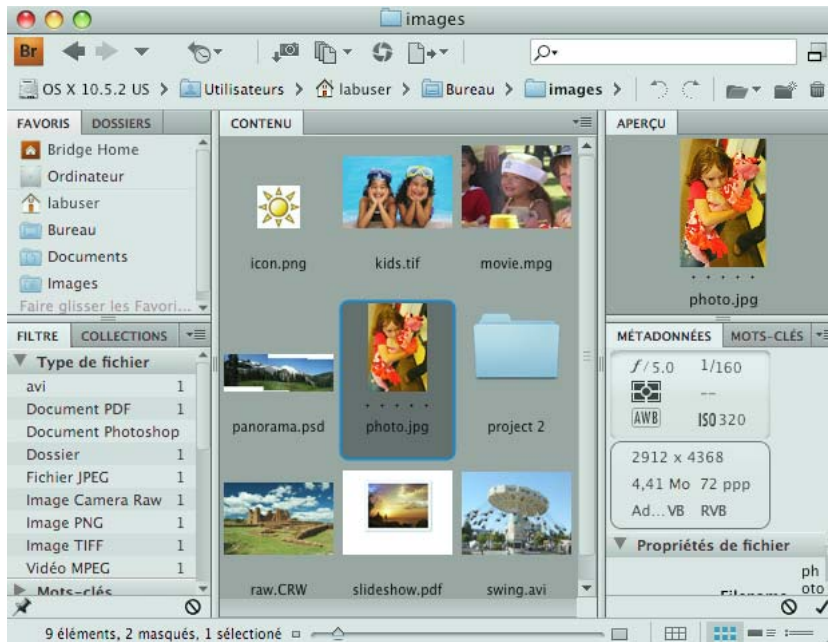 images
Br
OS X 10.5.2 US > Utilisateurs > labuser > Bureau > images >
FAVORIS DOSSIERS
Bridge Home
Ordinateur
labuser
Bureau
Documents
Images
Faire glisser les Favori...
FILTRE COLLECTIONS
Type de fichier
avi 1
Document PDF 1
Document Photoshop
Dossier 1
Fichier JPEG 1
Image Camera Raw 1
Image PNG 1
Image TIFF 1
Vidéo MPEG 1
Mots-clés
CONTENU
icon.png kids.tif movie.mpg
panorama.psd photo.jpg project 2
raw.CRW slideshow.pdf swing.avi
APERÇU
photo.jpg
MÉTADONNÉES MOTS-CLÉS
f/5.0 1/160
--
AWB ISO 320
2912 x 4368
4,41 Mo 72 ppp
Ad...VB RVB
Propriétés de fichier
ph
oto
9 éléments, 2 masqués, 1 sélectioné